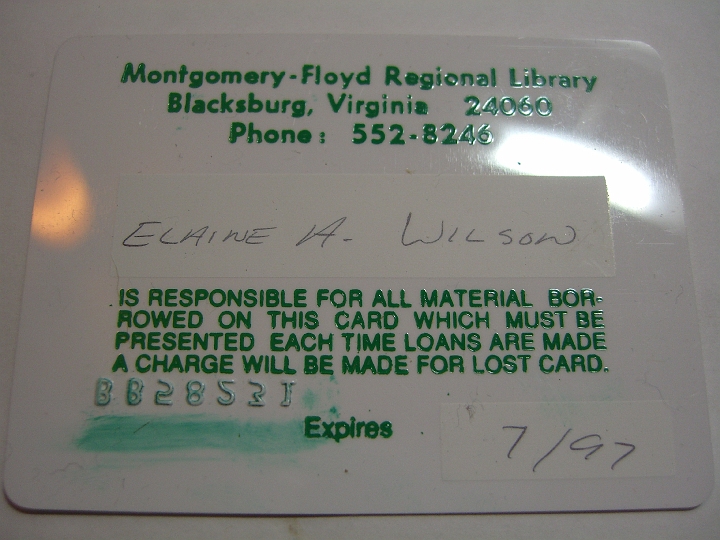 Montgomery-Floyd Regional Library
Blacksburg, Virginia 24060
Phone: 552-8246
ELAINE A. WILSON
IS RESPONSIBLE FOR ALL MATERIAL BOR-
ROWED ON THIS CARD WHICH MUST BE
PRESENTED EACH TIME LOANS ARE MADE
A CHARGE WILL BE MADE FOR LOST CARD.
Expires 7/97